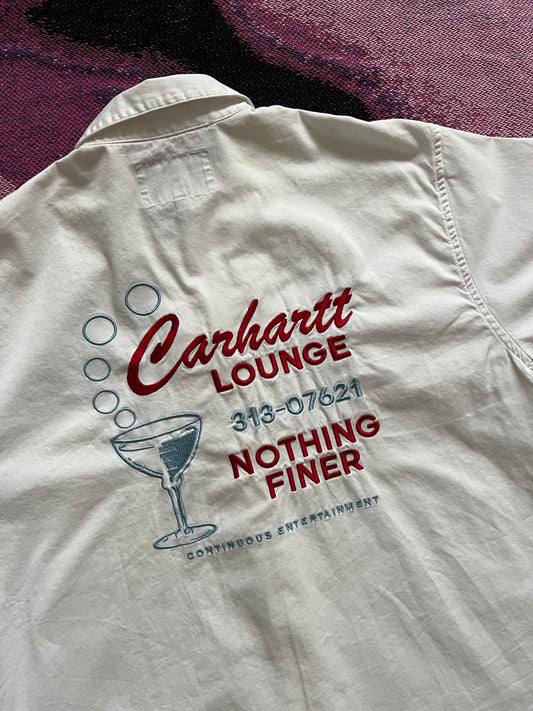 Carhartt
LOUNGE
313-07621
NOTHING
FINER
CONTINUOUS ENTERTAINMENT